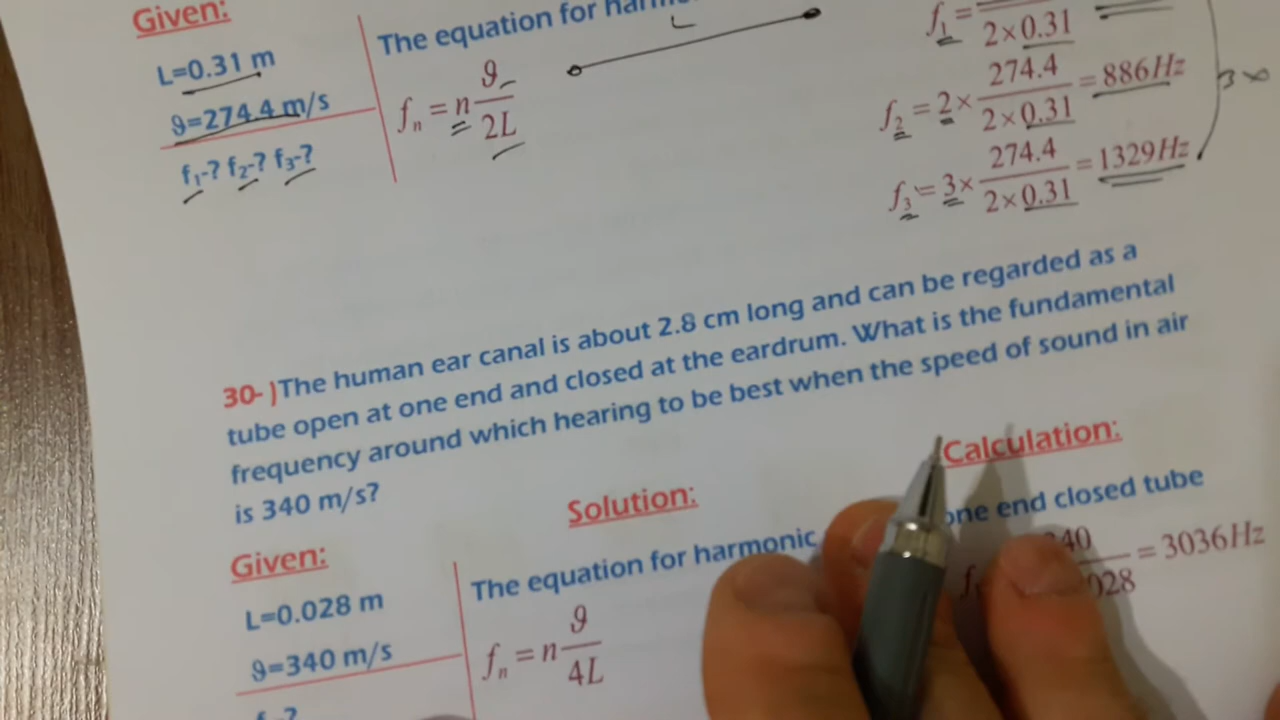 Given:
L=0.31 m
ϑ=274.4 m/s
f₁-? f₂-? f₃-?
The equation for
fₙ = n ϑ/2L
L
f₁ =
2×0.31
f₂ = 2× 274.4/2×0.31 = 886Hz
f₃ = 3× 274.4/2×0.31 = 1329Hz
30- )The human ear canal is about 2.8 cm long and can be regarded as a
tube open at one end and closed at the eardrum. What is the fundamental
frequency around which hearing to be best when the speed of sound in air
is 340 m/s?
Solution:
Given:
L=0.028 m
ϑ=340 m/s
The equation for harmonic
fₙ = n ϑ/4L
Calculation:
one end closed tube
= 3036Hz